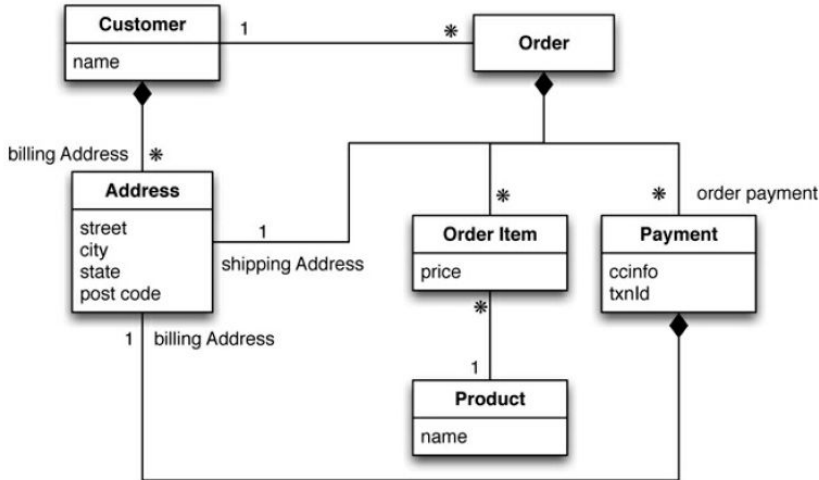 Customer
name
1
*
Order
billing Address
*
Address
street
city
state
post code
1
shipping Address
*
Order Item
price
*
order payment
Payment
ccinfo
txnId
1
billing Address
*
1
Product
name